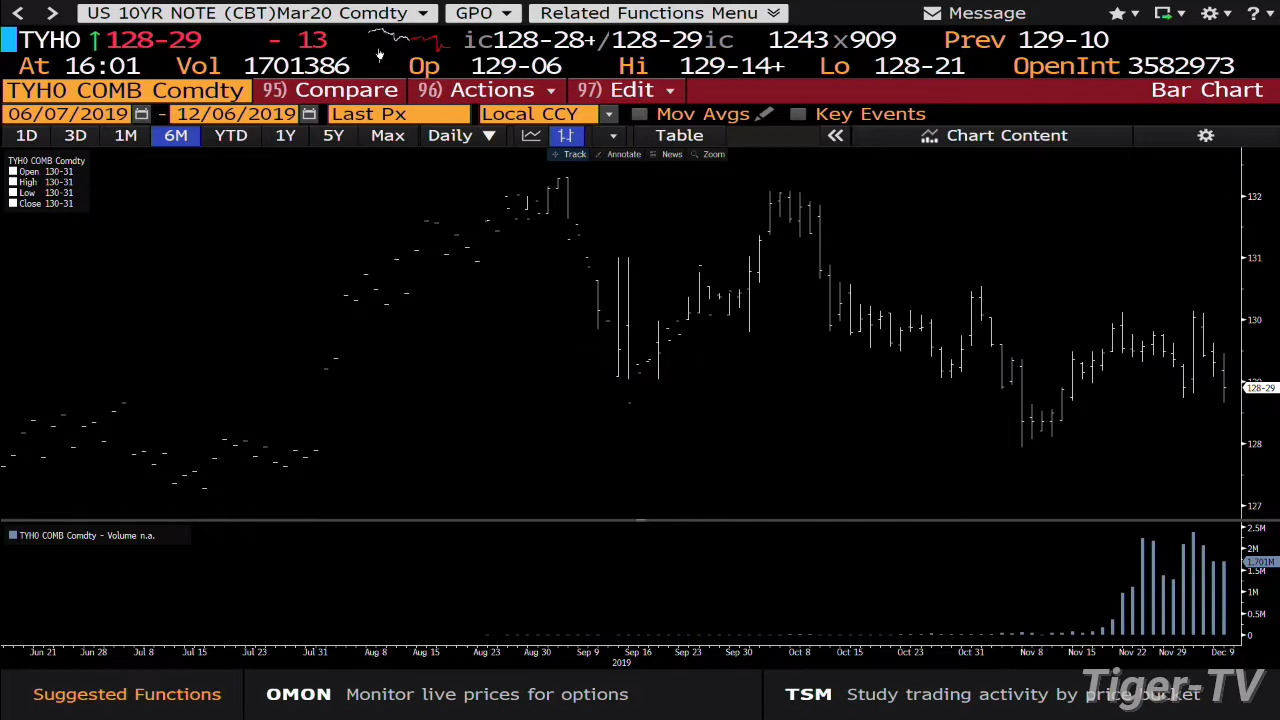 US 10YR NOTE (CBT)Mar20 Comdty GPO Related Functions Menu Message ?
TYH0 ↑128-29 - 13 ic128-28+/128-29ic 1243x909 Prev 129-10
At 16:01 Vol 1701386 Op 129-06 Hi 129-14+ Lo 128-21 OpenInt 3582973
TYH0 COMB Comdty 95) Compare 96) Actions 97) Edit Bar Chart
06/07/2019 - 12/06/2019 Last Px Local CCY Mov Avgs Key Events
1D 3D 1M 6M YTD 1Y 5Y Max Daily ▼ Table Chart Content
Track Annotate News Zoom
TYH0 COMB Comdty
Open 130-31
High 130-31
Low 130-31
Close 130-31
132
131
130
129
128-29
128
127
TYH0 COMB Comdty - Volume n.a.
2.5M
2M
1.701M
1.5M
1M
0.5M
0
Jun 21 Jun 28 Jul 8 Jul 15 Jul 23 Jul 31 Aug 8 Aug 15 Aug 23 Aug 30 Sep 9 Sep 16 Sep 23 Sep 30 Oct 8 Oct 15 Oct 23 Oct 31 Nov 8 Nov 15 Nov 22 Nov 29 Dec 9
2019
Suggested Functions OMON Monitor live prices for options TSM Study trading activity by price bucket
Tiger-TV